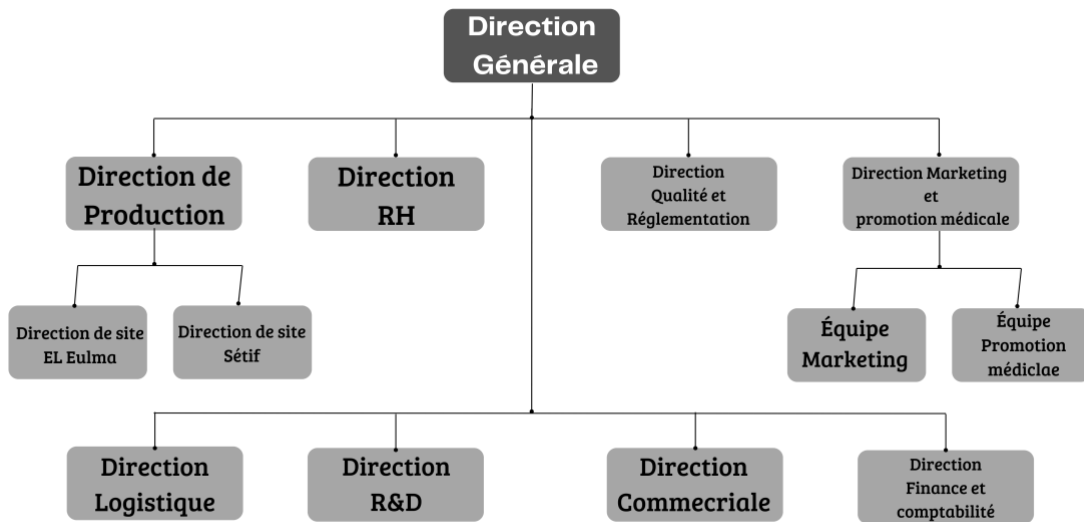 Direction
Générale
Direction de
Production
Direction
RH
Direction
Qualité et
Réglementation
Direction Marketing
et
promotion médicale
Direction de site
EL Eulma
Direction de site
Sétif
Équipe
Marketing
Équipe
Promotion
médiclae
Direction
Logistique
Direction
R&D
Direction
Commecriale
Direction
Finance et
comptabilité